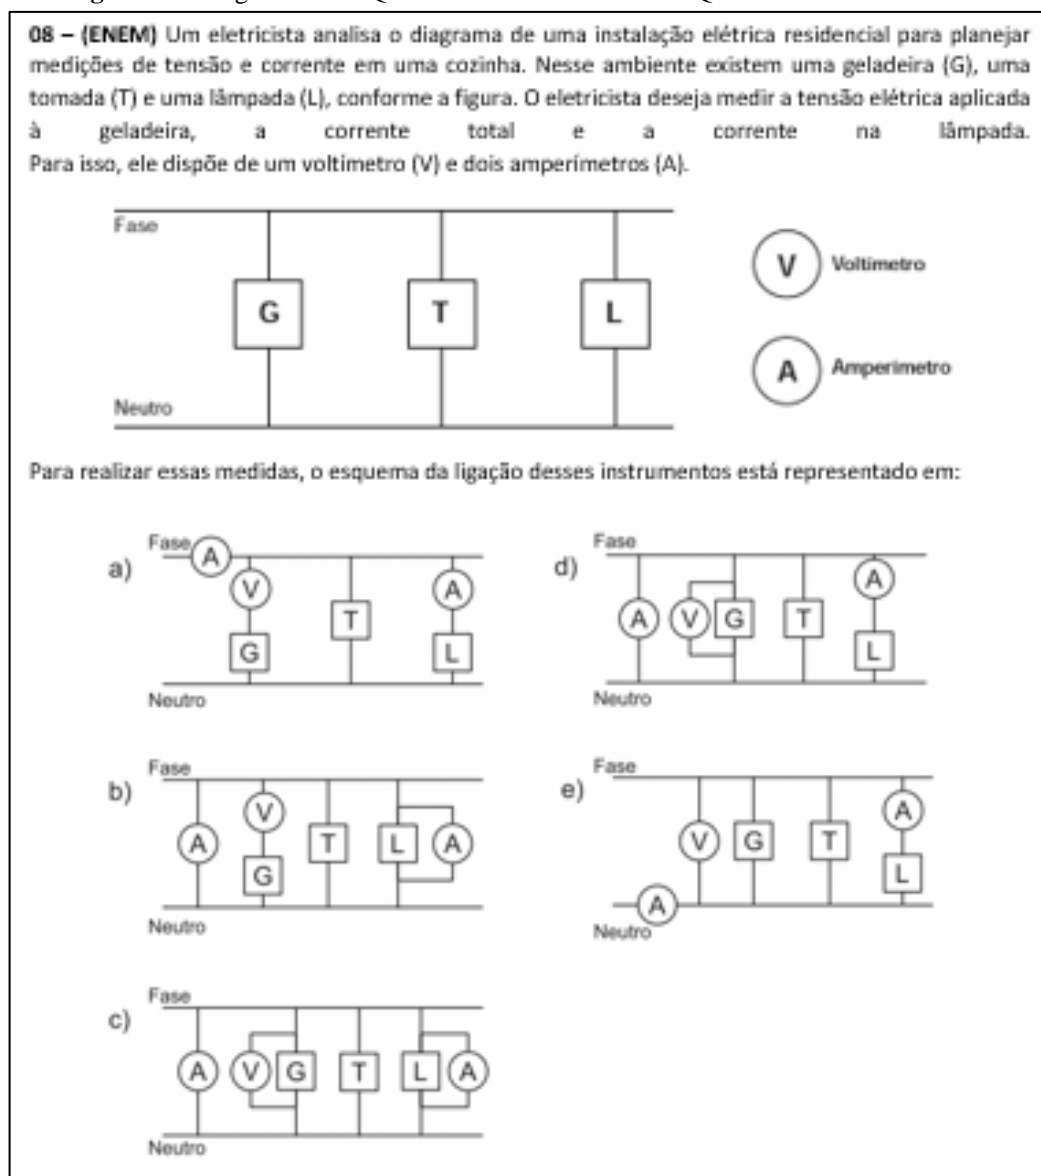 08 – (ENEM) Um eletricista analisa o diagrama de uma instalação elétrica residencial para planejar
medições de tensão e corrente em uma cozinha. Nesse ambiente existem uma geladeira (G), uma
tomada (T) e uma lâmpada (L), conforme a figura. O eletricista deseja medir a tensão elétrica aplicada
à geladeira, a corrente total e a corrente na lâmpada.
Para isso, ele dispõe de um voltímetro (V) e dois amperímetros (A).
Fase
G T L
Neutro
V Voltímetro
A Amperímetro
Para realizar essas medidas, o esquema da ligação desses instrumentos está representado em:
a)
Fase
A
V T A
G L
Neutro
b)
Fase
A V G T L A
Neutro
c)
Fase
A V G T L A
Neutro
d)
Fase
A V G T A
L
Neutro
e)
Fase
V G T A
L
A
Neutro